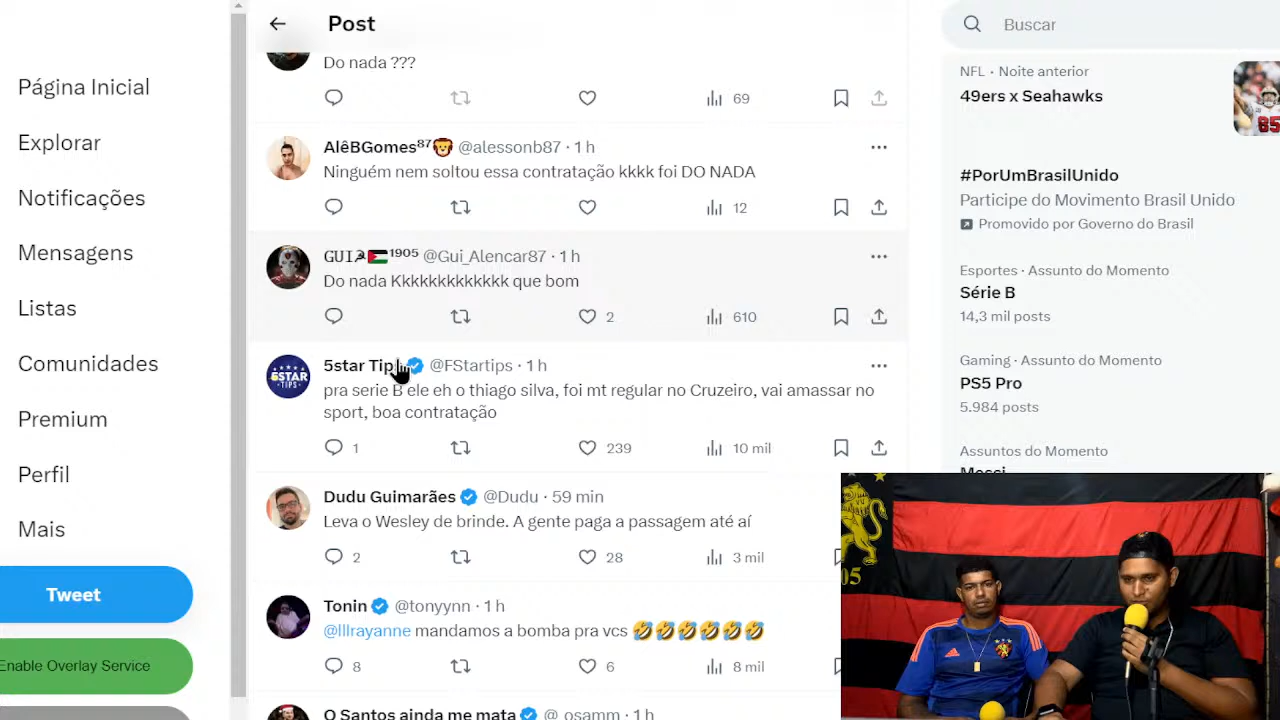 Página Inicial
Explorar
Notificações
Mensagens
Listas
Comunidades
Premium
Perfil
Mais
Tweet
Enable Overlay Service
Post
Do nada ???
69
AlêBGomes⁸⁷🦁 @alessonb87 · 1 h
Ninguém nem soltou essa contratação kkkk foi DO NADA
12
GUI☭🇵🇸¹⁹⁰⁵ @Gui_Alencar87 · 1 h
Do nada Kkkkkkkkkkkkk que bom
2 610
5star Tips @FStartips · 1 h
pra serie B ele eh o thiago silva, foi mt regular no Cruzeiro, vai amassar no
sport, boa contratação
1 239 10 mil
5STAR
TIPS
Dudu Guimarães @Dudu · 59 min
Leva o Wesley de brinde. A gente paga a passagem até aí
2 28 3 mil
Tonin @tonyynn · 1 h
@lllrayanne mandamos a bomba pra vcs 🤣🤣🤣🤣🤣🤣
8 6 8 mil
O Santos ainda me mata @_osamm · 1 h
Buscar
NFL · Noite anterior
49ers x Seahawks
85
#PorUmBrasilUnido
Participe do Movimento Brasil Unido
Promovido por Governo do Brasil
Esportes · Assunto do Momento
Série B
14,3 mil posts
Gaming · Assunto do Momento
PS5 Pro
5.984 posts
Assuntos do Momento
Messi
05